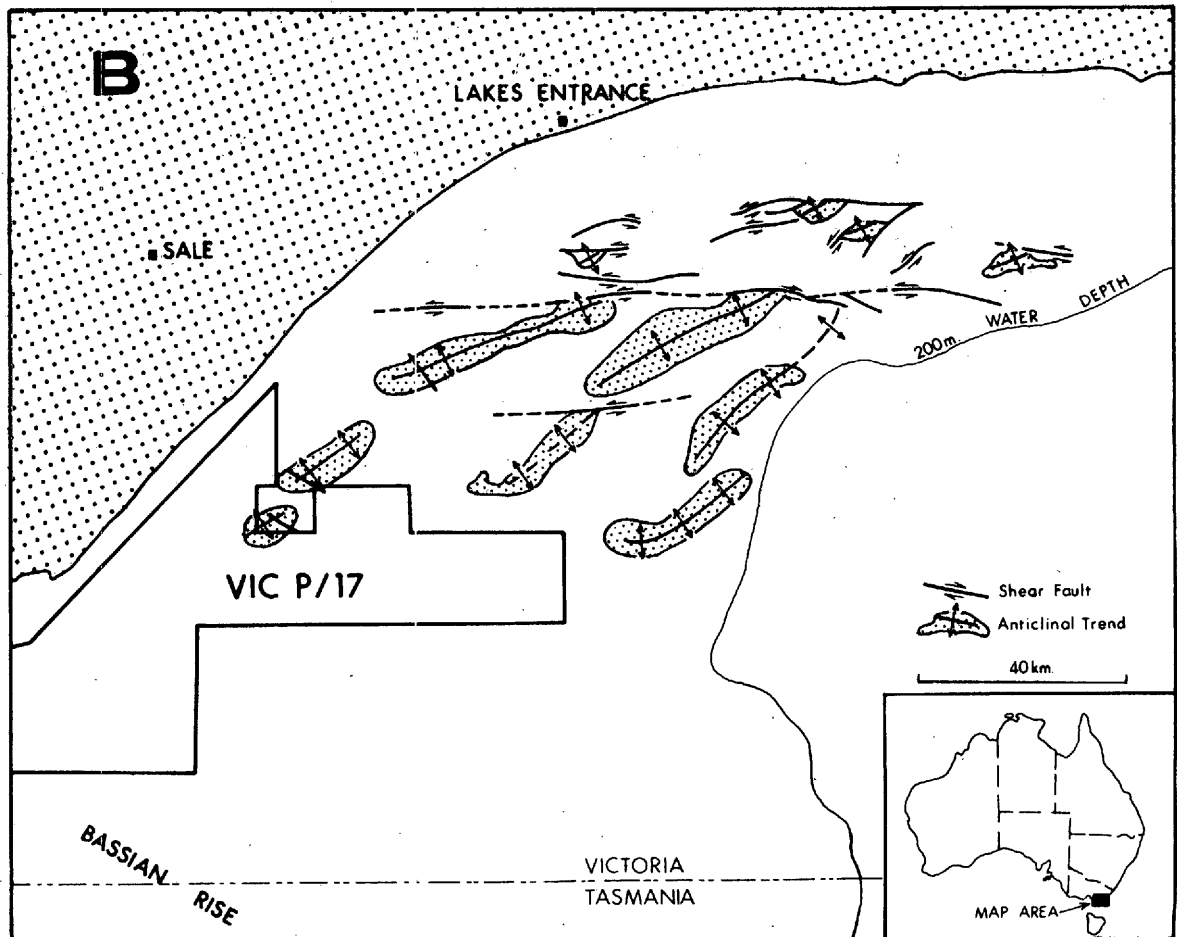 B
LAKES ENTRANCE
SALE
DEPTH
WATER
200m.
VIC P/17
Shear Fault
Anticlinal Trend
40 km.
BASSIAN RISE
VICTORIA
TASMANIA
MAP AREA